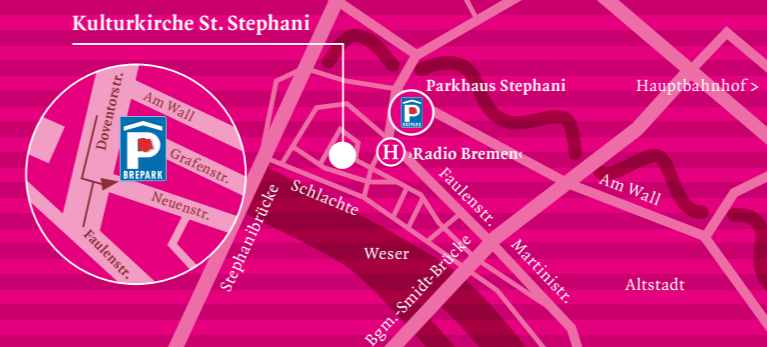 Kulturkirche St. Stephani
Parkhaus Stephani
Hauptbahnhof >
P
BREPARK
H ›Radio Bremen‹
Doventorstr.
Am Wall
P
BREPARK
Grafenstr.
Neuenstr.
Faulenstr.
Stephanibrücke
Schlachte
Faulenstr.
Am Wall
Weser
Bgm.-Smidt-Brücke
Martinistr.
Altstadt